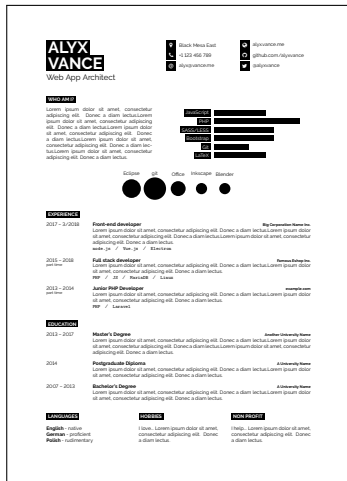 ALYX
VANCE
Web App Architect
Black Mesa East
+1 123 456 789
alyx@vance.me
alyxvance.me
github.com/alyxvance
@alyxvance
WHO AM I?
Lorem ipsum dolor sit amet, consectetur
adipiscing elit. Donec a diam lectus.Lorem
ipsum dolor sit amet, consectetur adipiscing
elit. Donec a diam lectus.Lorem ipsum dolor
sit amet, consectetur adipiscing elit. Donec
a diam lectus.Lorem ipsum dolor sit amet,
consectetur adipiscing elit. Donec a diam lec-
tus.Lorem ipsum dolor sit amet, consectetur
adipiscing elit. Donec a diam lectus.
JavaScript
PHP
SASS/LESS
Bootstrap
Git
LaTeX
Eclipse
git
Office
Inkscape
Blender
EXPERIENCE
2017 - 3/2018
Front-end developer
Big Corporation Name Inc.
Lorem ipsum dolor sit amet, consectetur adipiscing elit. Donec a diam lectus.Lorem ipsum dolor
sit amet, consectetur adipiscing elit. Donec a diam lectus.Lorem ipsum dolor sit amet, consectetur
adipiscing elit. Donec a diam lectus.
node.js / Vue.js / Electron
2015 – 2018
part time
Full stack developer
Famous Eshop Inc.
Lorem ipsum dolor sit amet, consectetur adipiscing elit. Donec a diam lectus.Lorem ipsum dolor
sit amet, consectetur adipiscing elit. Donec a diam lectus.
PHP / JS / MariaDB / Linux
2013 – 2014
part time
Junior PHP Developer
example.com
Lorem ipsum dolor sit amet, consectetur adipiscing elit. Donec a diam lectus.Lorem ipsum dolor
sit amet, consectetur adipiscing elit. Donec a diam lectus.
PHP / Laravel
EDUCATION
2013 - 2017
Master's Degree
Another University Name
Lorem ipsum dolor sit amet, consectetur adipiscing elit. Donec a diam lectus.Lorem ipsum dolor
sit amet, consectetur adipiscing elit. Donec a diam lectus.
2014
Postgraduate Diploma
A University Name
Lorem ipsum dolor sit amet, consectetur adipiscing elit. Donec a diam lectus.Lorem ipsum dolor
sit amet, consectetur adipiscing elit. Donec a diam lectus.
2007 - 2013
Bachelor's Degree
A University Name
Lorem ipsum dolor sit amet, consectetur adipiscing elit. Donec a diam lectus.Lorem ipsum dolor
sit amet, consectetur adipiscing elit. Donec a diam lectus.
LANGUAGES
English - native
German - proficient
Polish - rudimentary
HOBBIES
I love... Lorem ipsum dolor sit amet,
consectetur adipiscing elit. Donec
a diam lectus.
NON PROFIT
I help... Lorem ipsum dolor sit amet,
consectetur adipiscing elit. Donec
a diam lectus.